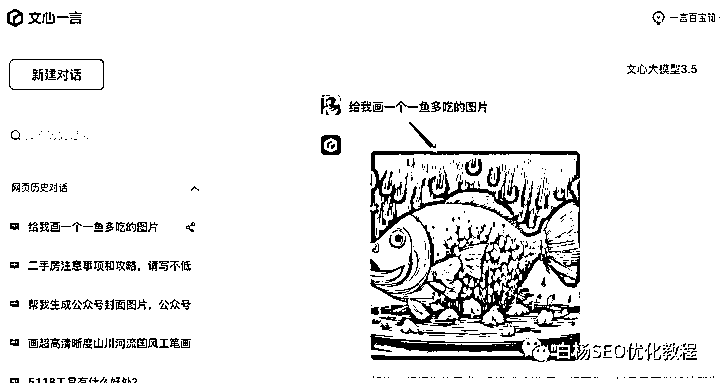 文心一言
一言百宝箱
新建对话
文心大模型3.5
给我画一个一鱼多吃的图片
网页历史对话
给我画一个一鱼多吃的图片
二手房注意事项和攻略，请写不低
帮我生成公众号封面图片，公众号
画超高清晰度山川河流国风工笔画
5118工具有什么好处?
白杨SEO优化教程